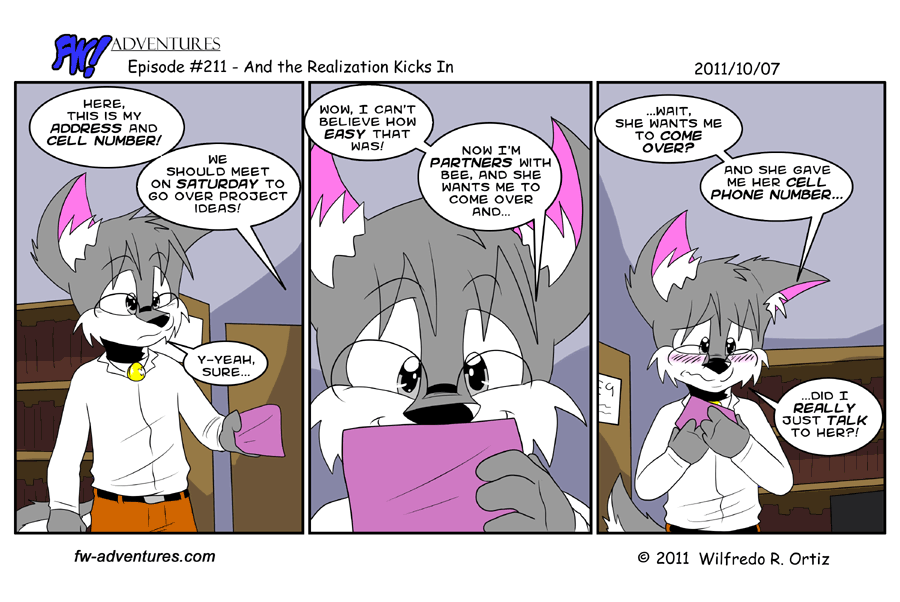 FW! ADVENTURES
Episode #211 - And the Realization Kicks In
2011/10/07
HERE,
THIS IS MY
ADDRESS AND
CELL NUMBER!
WE
SHOULD MEET
ON SATURDAY TO
GO OVER PROJECT
IDEAS!
Y-YEAH,
SURE...
WOW, I CAN'T
BELIEVE HOW
EASY THAT
WAS!
NOW I'M
PARTNERS WITH
BEE, AND SHE
WANTS ME TO
COME OVER
AND...
...WAIT,
SHE WANTS ME
TO COME
OVER?
AND SHE GAVE
ME HER CELL
PHONE NUMBER...
...DID I
REALLY
JUST TALK
TO HER?!
fw-adventures.com
© 2011 Wilfredo R. Ortiz